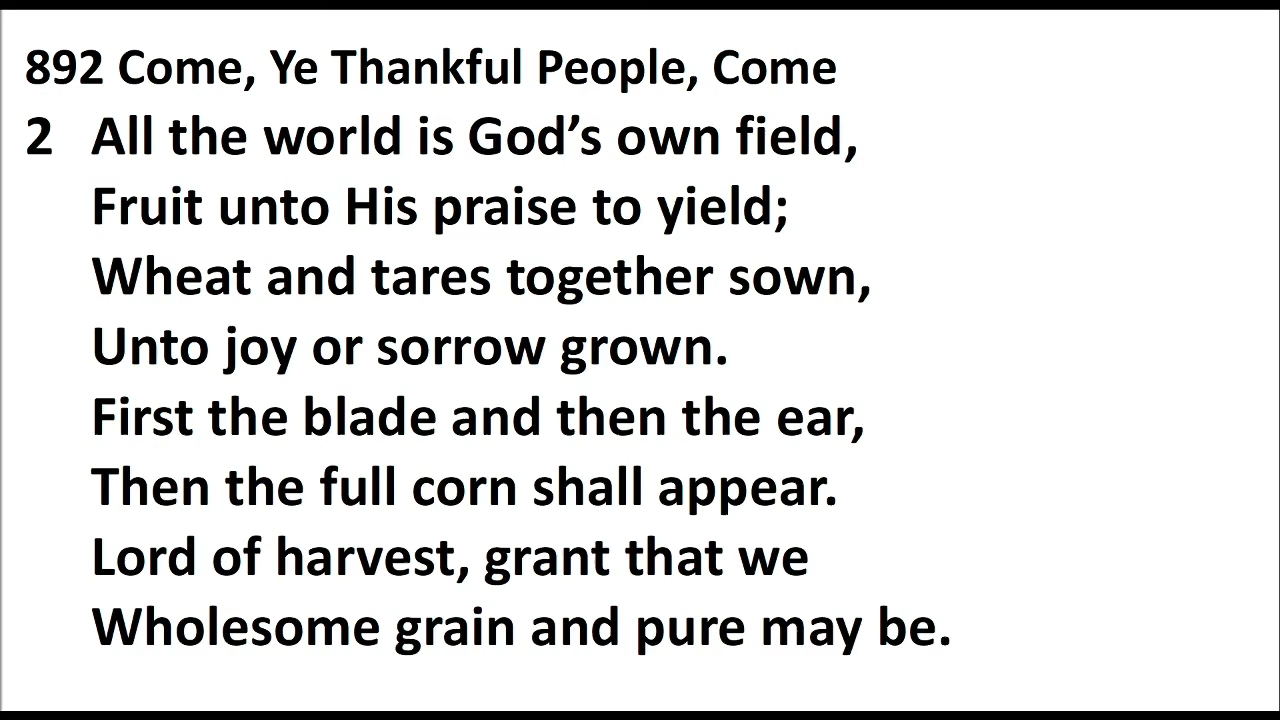 892 Come, Ye Thankful People, Come
2 All the world is God’s own field,
Fruit unto His praise to yield;
Wheat and tares together sown,
Unto joy or sorrow grown.
First the blade and then the ear,
Then the full corn shall appear.
Lord of harvest, grant that we
Wholesome grain and pure may be.